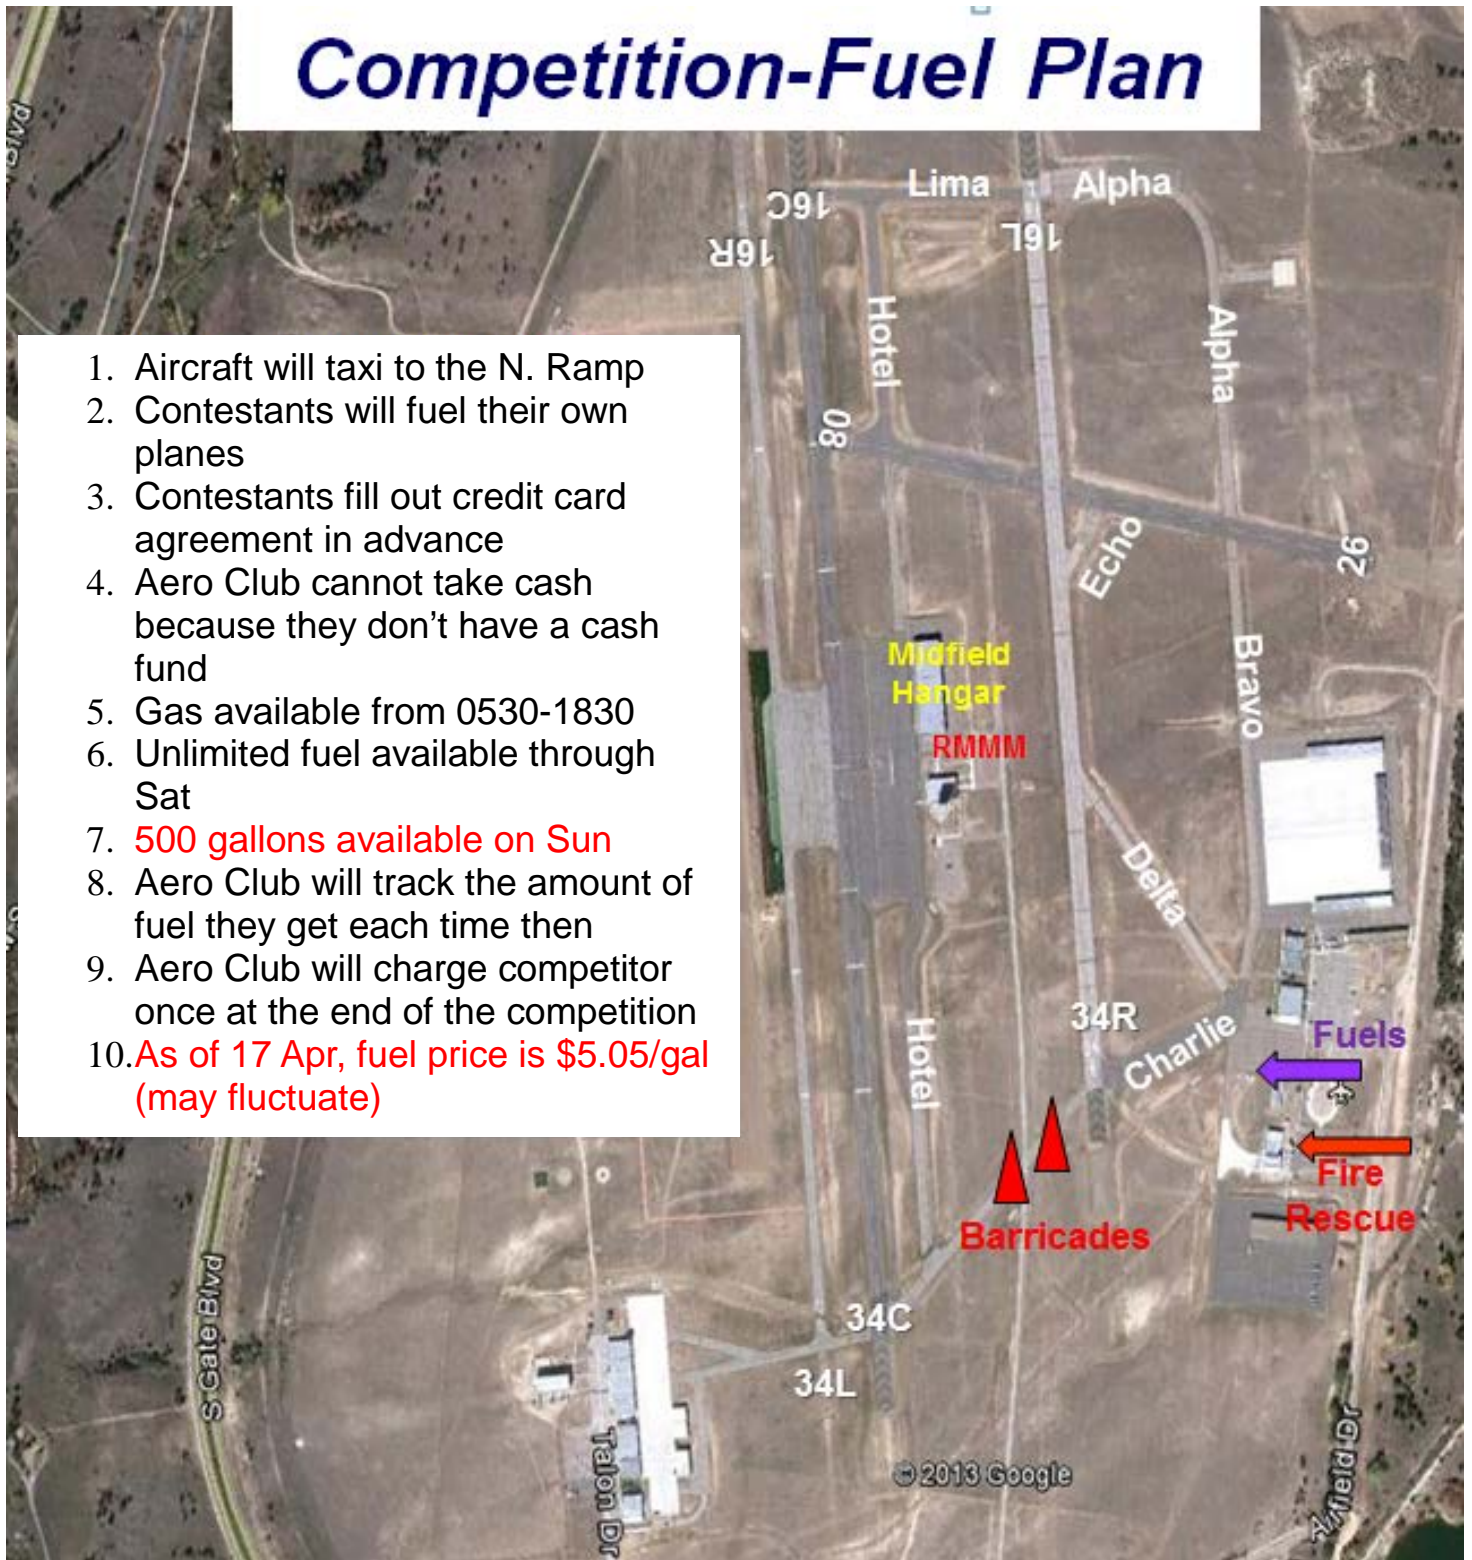 Competition-Fuel Plan
Blvd
Lima
Alpha
16C
16L
16R
Hotel
Alpha
1. Aircraft will taxi to the N. Ramp
2. Contestants will fuel their own
planes
3. Contestants fill out credit card
agreement in advance
4. Aero Club cannot take cash
because they don’t have a cash
fund
5. Gas available from 0530-1830
6. Unlimited fuel available through
Sat
7. 500 gallons available on Sun
8. Aero Club will track the amount of
fuel they get each time then
9. Aero Club will charge competitor
once at the end of the competition
10.As of 17 Apr, fuel price is $5.05/gal
(may fluctuate)
08
Echo
26
Midfield
Hangar
Bravo
RMMM
Delta
34R
Charlie
Fuels
Hotel
Fire
Rescue
Barricades
S Gate Blvd
34C
34L
Talon Dr
© 2013 Google
Airfield Dr